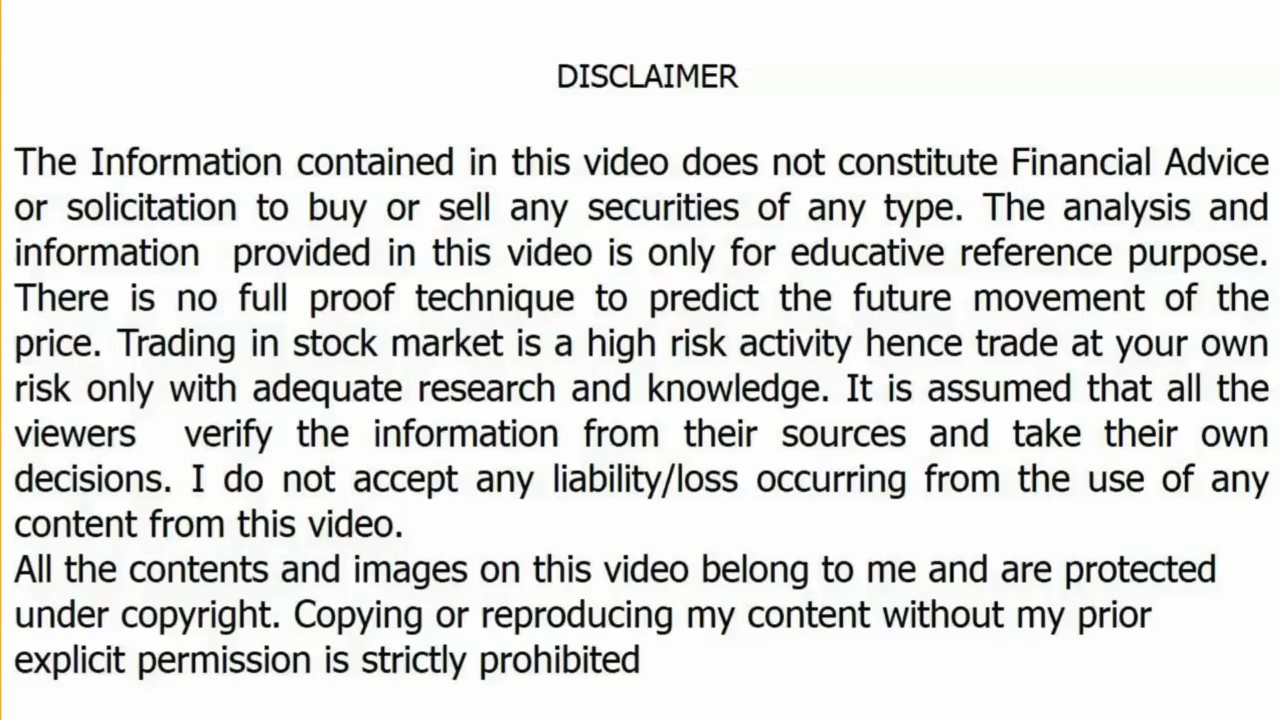 DISCLAIMER
The Information contained in this video does not constitute Financial Advice
or solicitation to buy or sell any securities of any type. The analysis and
information provided in this video is only for educative reference purpose.
There is no full proof technique to predict the future movement of the
price. Trading in stock market is a high risk activity hence trade at your own
risk only with adequate research and knowledge. It is assumed that all the
viewers verify the information from their sources and take their own
decisions. I do not accept any liability/loss occurring from the use of any
content from this video.
All the contents and images on this video belong to me and are protected
under copyright. Copying or reproducing my content without my prior
explicit permission is strictly prohibited